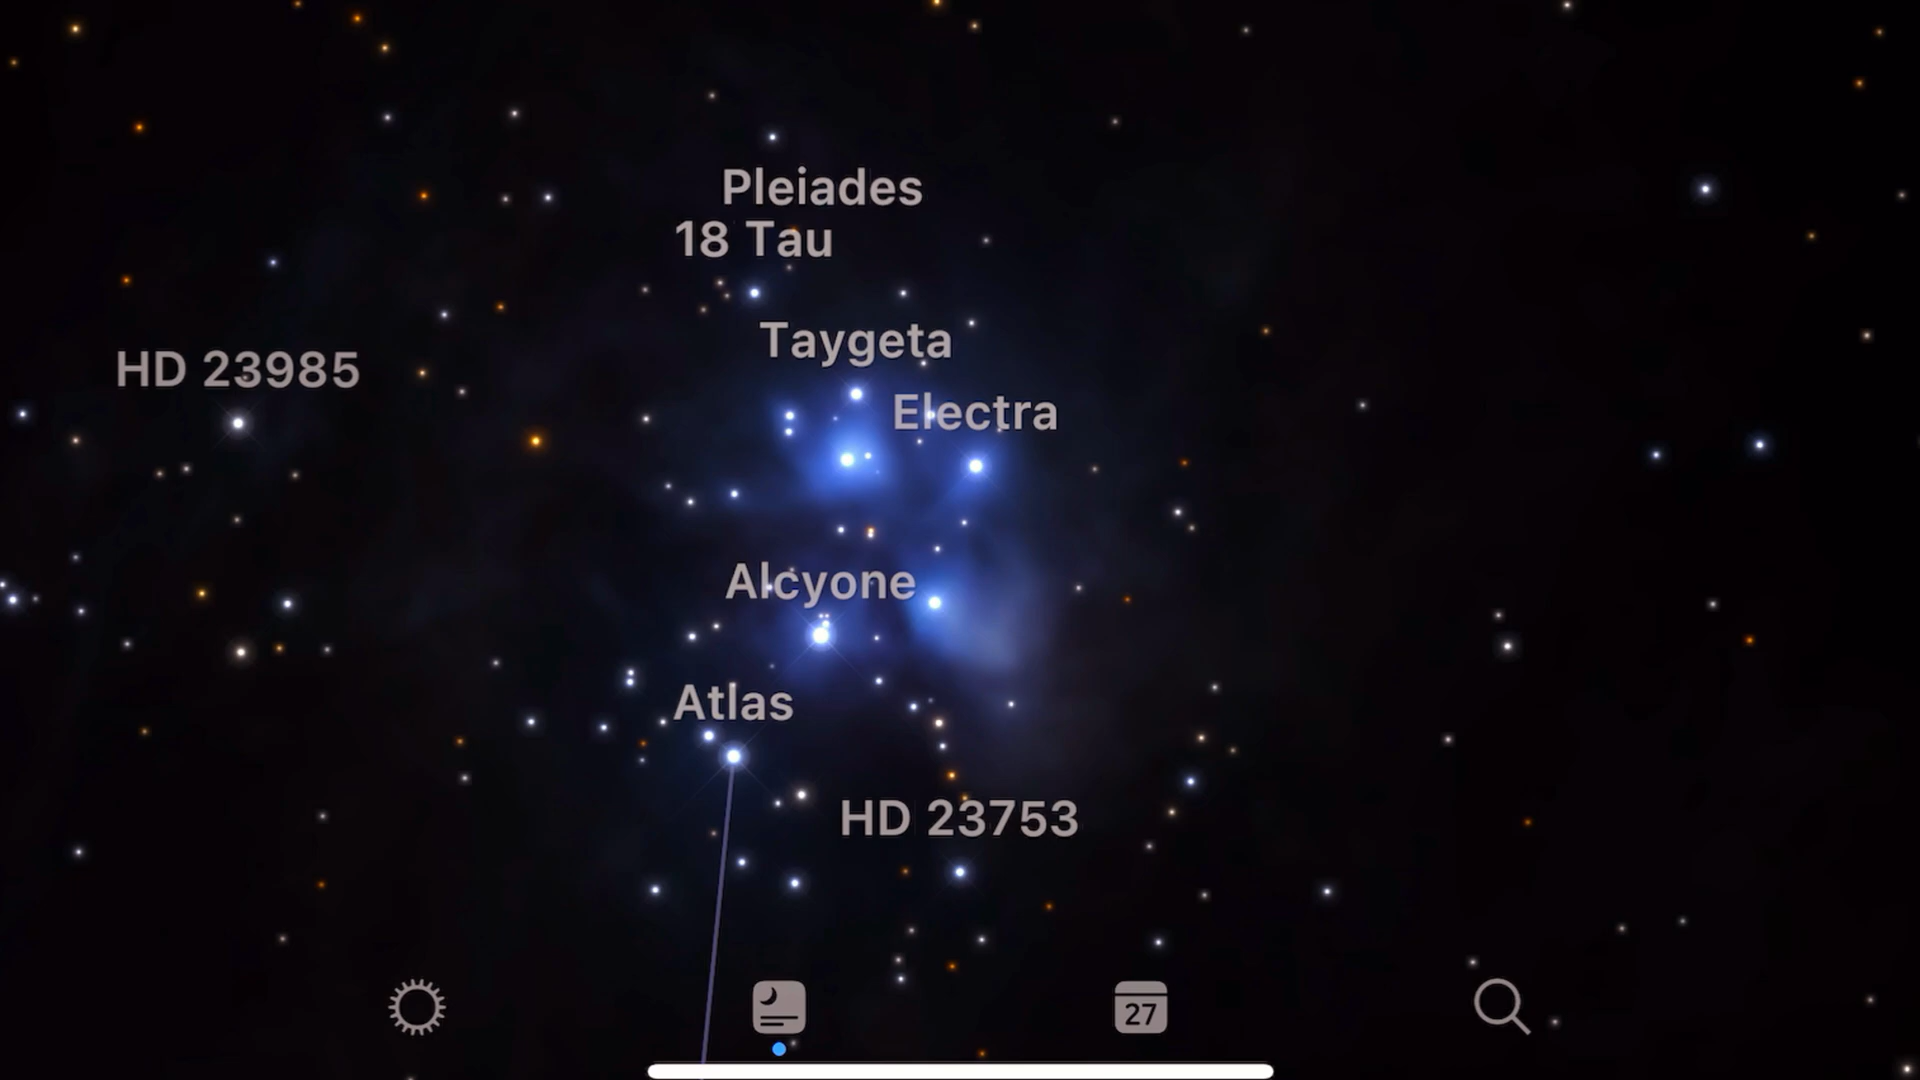 Pleiades
18 Tau
Taygeta
HD 23985
Electra
Alcyone
Atlas
HD 23753
27